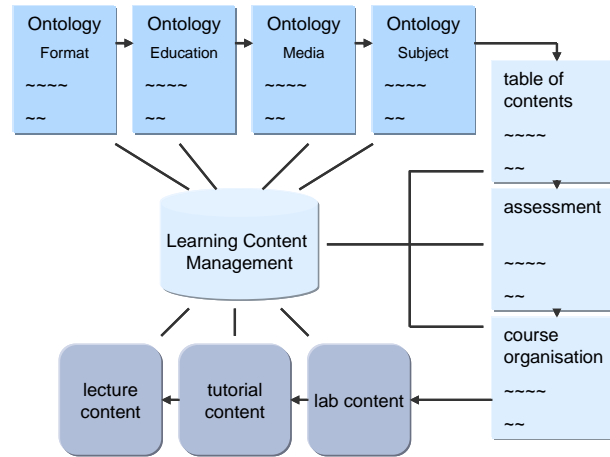 Ontology
Format
~~~~
~~
Ontology
Education
~~~~
~~
Ontology
Media
~~~~
~~
Ontology
Subject
~~~~
~~
table of
contents
~~~~
~~
assessment
~~~~
~~
course
organisation
~~~~
~~
Learning Content
Management
lecture
content
tutorial
content
lab content